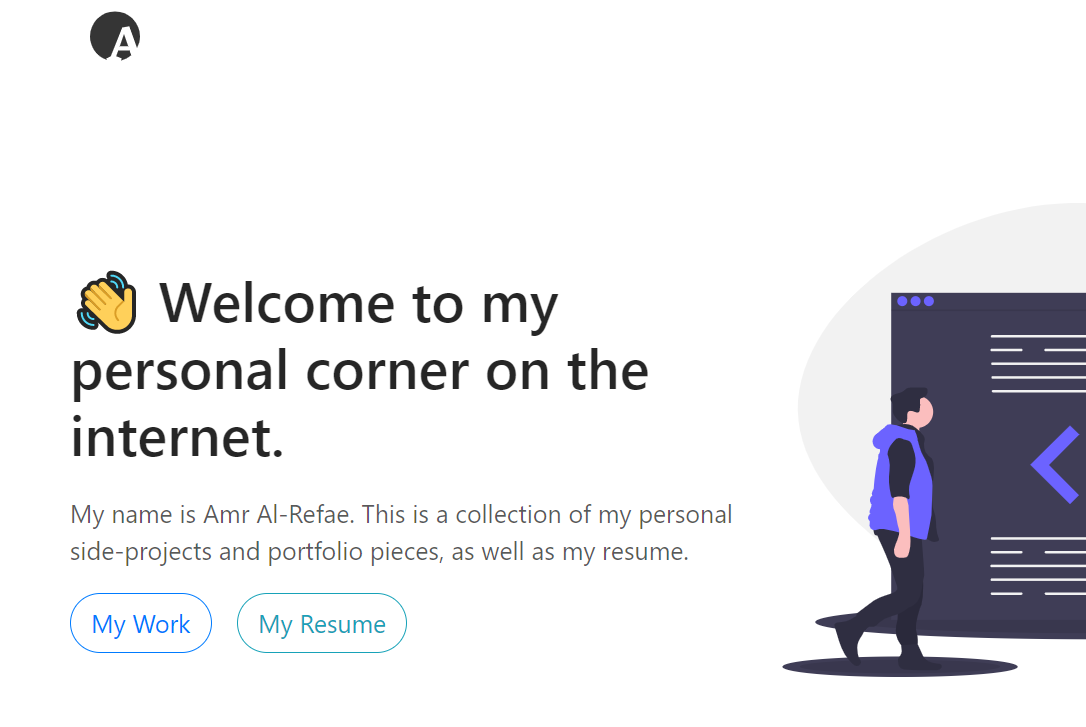 A
👋 Welcome to my
personal corner on the
internet.
My name is Amr Al-Refae. This is a collection of my personal
side-projects and portfolio pieces, as well as my resume.
My Work
My Resume